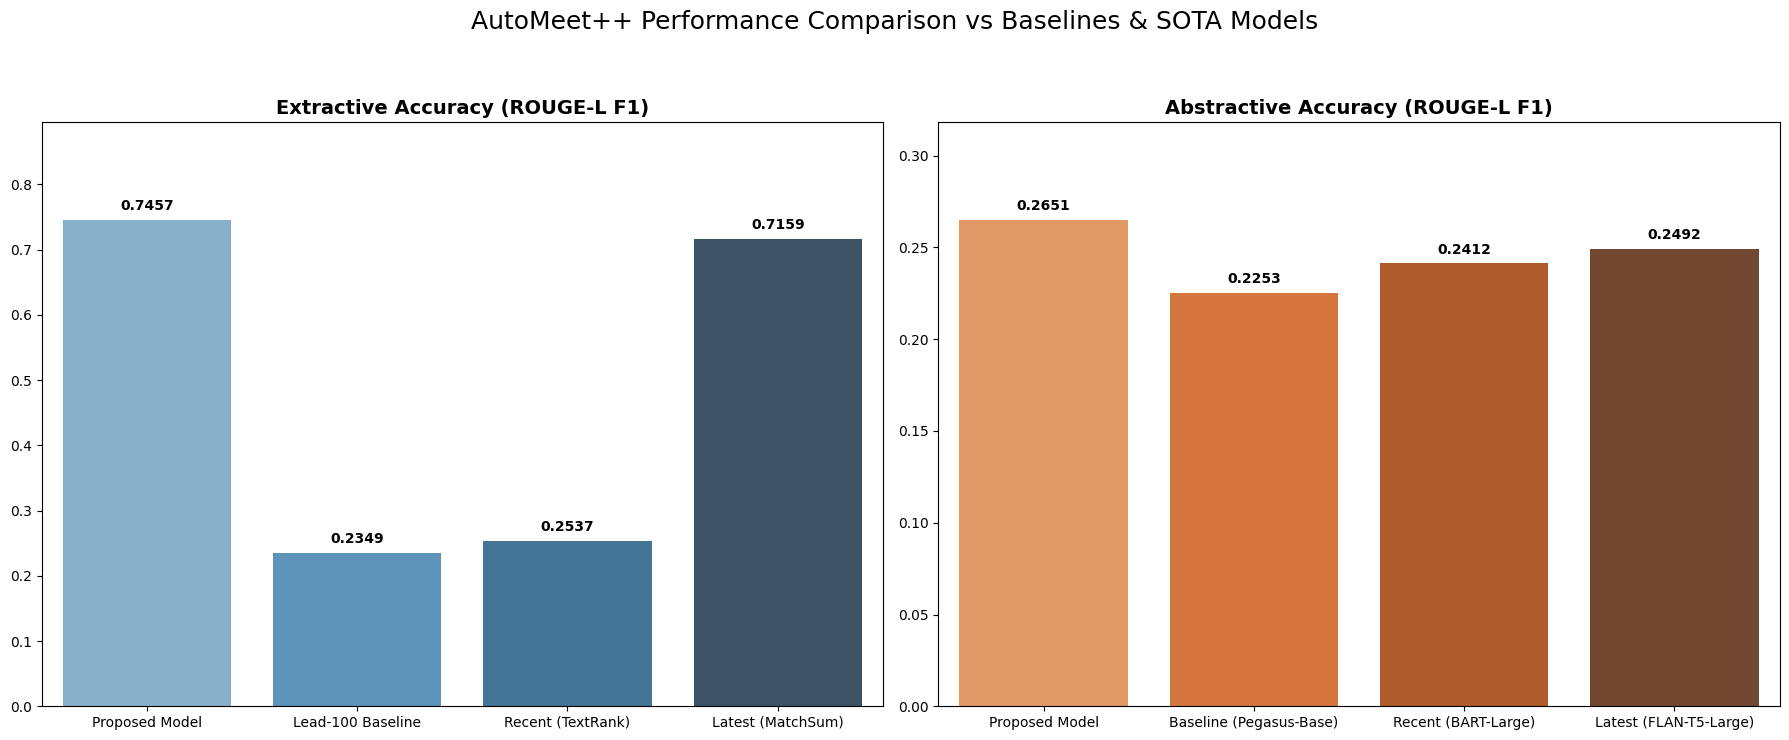 AutoMeet++ Performance Comparison vs Baselines & SOTA Models
Extractive Accuracy (ROUGE-L F1)
0.8
0.7
0.6
0.5
0.4
0.3
0.2
0.1
0.0
0.7457
0.2349
0.2537
0.7159
Proposed Model
Lead-100 Baseline
Recent (TextRank)
Latest (MatchSum)
Abstractive Accuracy (ROUGE-L F1)
0.30
0.25
0.20
0.15
0.10
0.05
0.00
0.2651
0.2253
0.2412
0.2492
Proposed Model
Baseline (Pegasus-Base)
Recent (BART-Large)
Latest (FLAN-T5-Large)